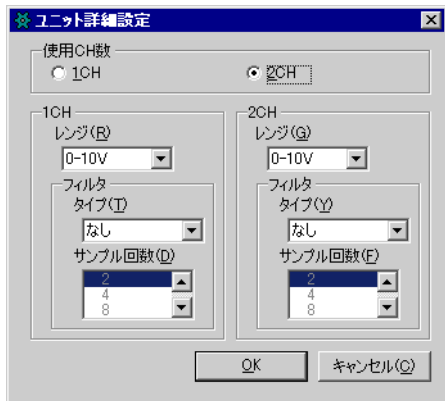 ユニット詳細設定
使用CH数
1CH
2CH
1CH
レンジ(R)
0-10V
フィルタ
タイプ(T)
なし
サンプル回数(D)
2
4
8
2CH
レンジ(G)
0-10V
フィルタ
タイプ(Y)
なし
サンプル回数(F)
2
4
8
OK
キャンセル(C)